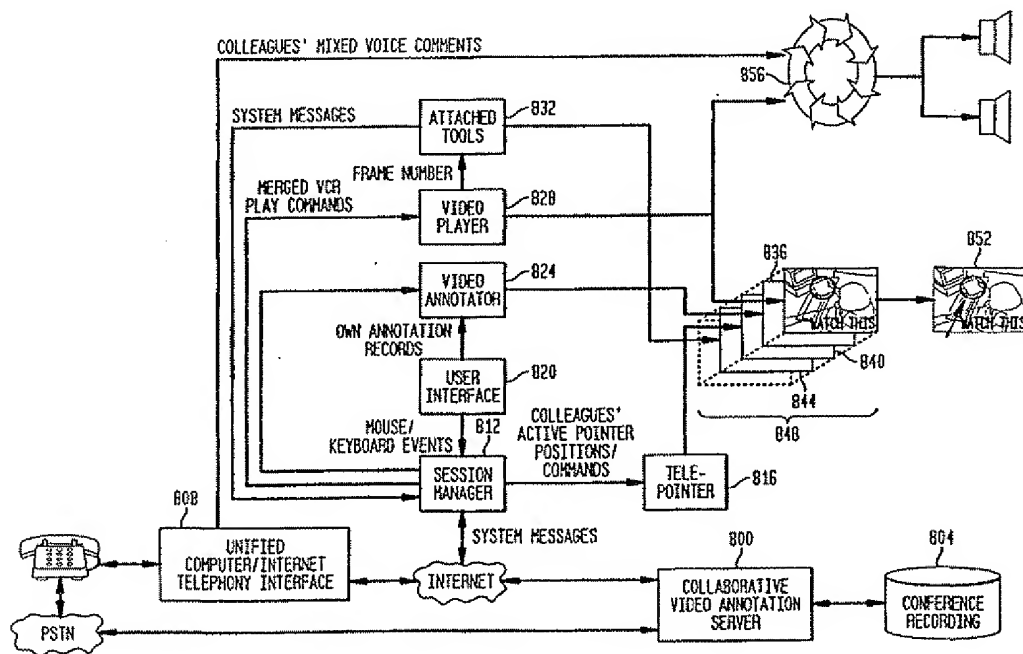 COLLEAGUES' MIXED VOICE COMMENTS
856
SYSTEM MESSAGES
ATTACHED
TOOLS
832
FRAME NUMBER
MERGED VCR
PLAY COMMANDS
VIDEO
PLAYER
828
836
852
VIDEO
ANNOTATOR
824
WATCH THIS
WATCH THIS
OWN ANNOTATION
RECORDS
840
USER
INTERFACE
820
844
848
MOUSE/
KEYBOARD EVENTS
812
COLLEAGUES'
ACTIVE POINTER
POSITIONS/
COMMANDS
SESSION
MANAGER
TELE-
POINTER
816
808
SYSTEM MESSAGES
UNIFIED
COMPUTER/INTERNET
TELEPHONY INTERFACE
INTERNET
800
804
COLLABORATIVE
VIDEO ANNOTATION
SERVER
CONFERENCE
RECORDING
PSTN